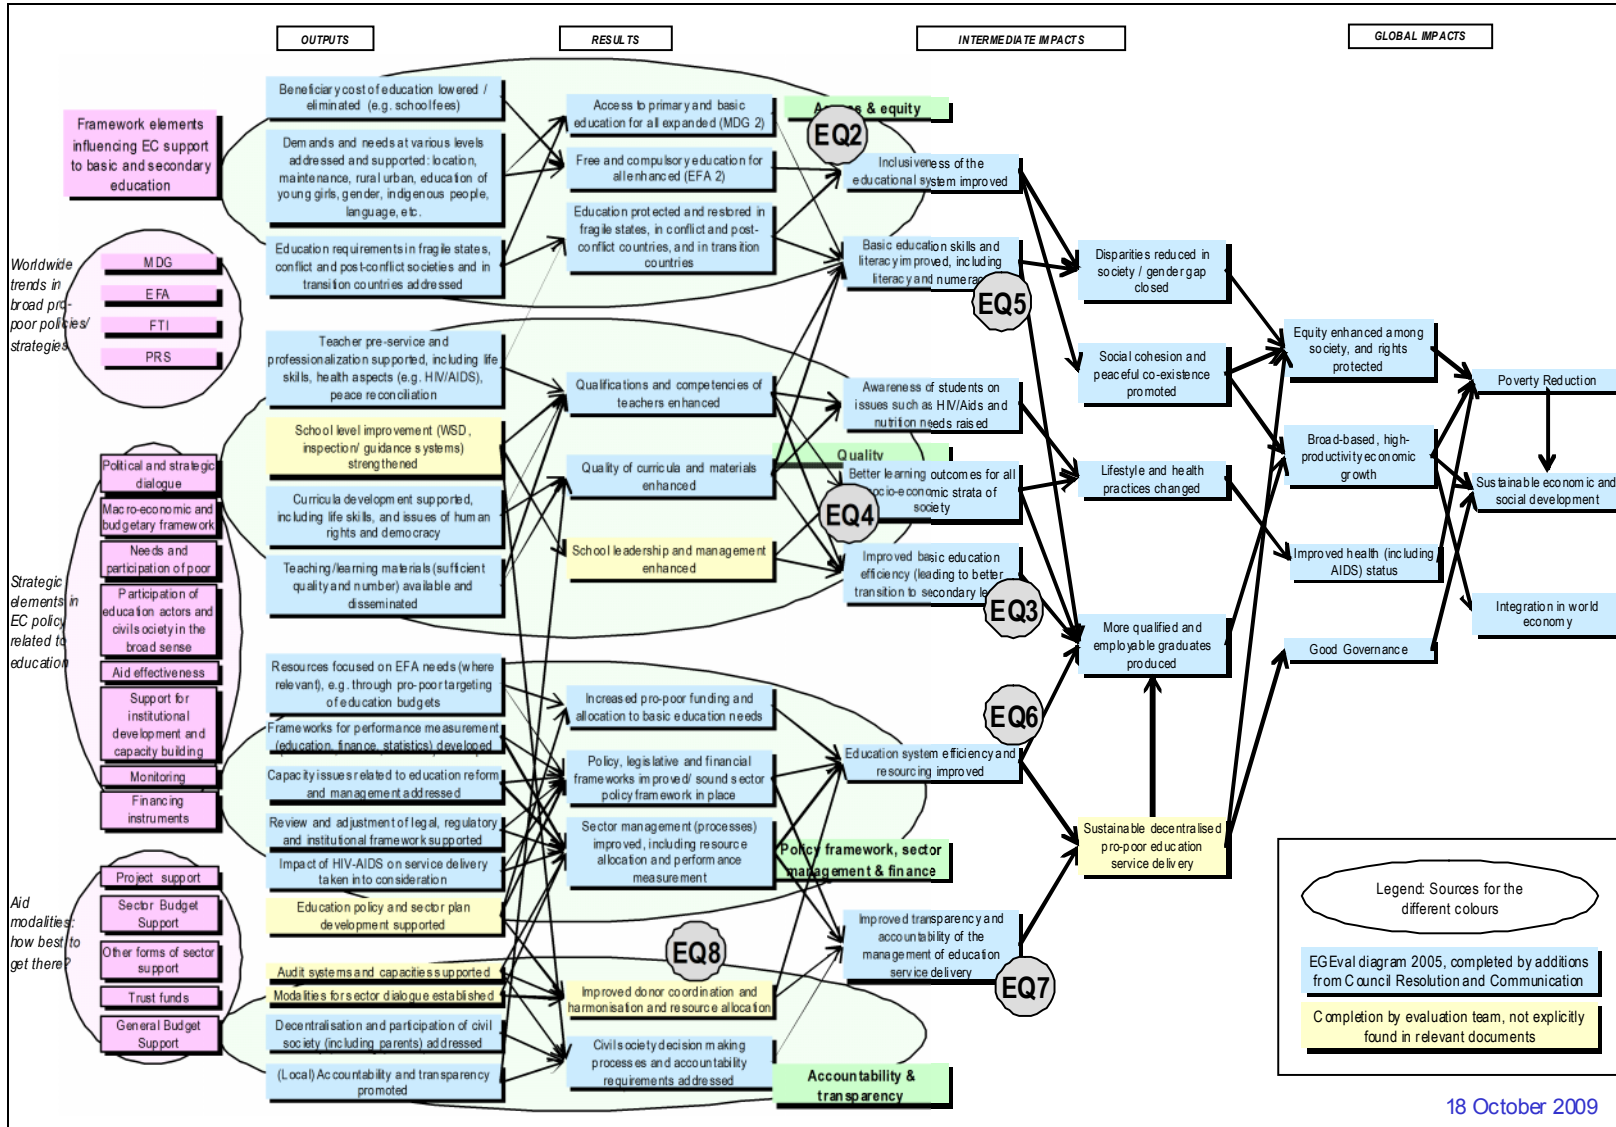 OUTPUTS
RESULTS
INTERMEDIATE IMPACTS
GLOBAL IMPACTS
Framework elements
influencing EC support
to basic and secondary
education
Worldwide
trends in
broad pro-
poor policies/
strategies
MDG
EFA
FTI
PRS
Strategic
elements in
EC policy
related to
education
Political and strategic
dialogue
Macro-economic and
budgetary framework
Needs and
participation of poor
Participation of
education actors and
civil society in the
broad sense
Aid effectiveness
Support for
institutional
development and
capacity building
Monitoring
Financing
instruments
Aid
modalities:
how best to
get there?
Project support
Sector Budget
Support
Other forms of sector
support
Trust funds
General Budget
Support
Beneficiary cost of education lowered /
eliminated (e.g. school fees)
Demands and needs at various levels
addressed and supported: location,
maintenance, rural urban, education of
young girls, gender, indigenous people,
language, etc.
Education requirements in fragile states,
conflict and post-conflict societies and in
transition countries addressed
Teacher pre-service and
professionalization supported, including life
skills, health aspects (e.g. HIV/AIDS),
peace reconciliation
School level improvement (WSD,
inspection/ guidance systems)
strengthened
Curricula development supported,
including life skills, and issues of human
rights and democracy
Teaching/learning materials (sufficient
quality and number) available and
disseminated
Resources focused on EFA needs (where
relevant), e.g. through pro-poor targeting
of education budgets
Frameworks for performance measurement
(education, finance, statistics) developed
Capacity issues related to education reform
and management addressed
Review and adjustment of legal, regulatory
and institutional framework supported
Impact of HIV-AIDS on service delivery
taken into consideration
Education policy and sector plan
development supported
Audit systems and capacities supported
Modalities for sector dialogue established
Decentralisation and participation of civil
society (including parents) addressed
(Local) Accountability and transparency
promoted
Access to primary and basic
education for all expanded (MDG 2)
Free and compulsory education for
all enhanced (EFA 2)
Education protected and restored in
fragile states, in conflict and post-
conflict countries, and in transition
countries
Qualifications and competencies of
teachers enhanced
Quality of curricula and materials
enhanced
School leadership and management
enhanced
Increased pro-poor funding and
allocation to basic education needs
Policy, legislative and financial
frameworks improved/ sound sector
policy framework in place
Sector management (processes)
improved, including resource
allocation and performance
measurement
EQ8
Improved donor coordination and
harmonisation and resource allocation
Civil society decision making
processes and accountability
requirements addressed
& equity
EQ2
Inclusiveness of the
educational system improved
Basic education skills and
literacy improved, including
literacy and numeracy
EQ5
Awareness of students on
issues such as HIV/Aids and
nutrition needs raised
Quality
Better learning outcomes for all
socio-economic strata of
society
EQ4
Improved basic education
efficiency (leading to better
transition to secondary
EQ3
EQ6
Education system efficiency and
resourcing improved
Policy framework, sector
management & finance
Improved transparency and
accountability of the
management of education
service delivery
EQ7
Accountability &
transparency
Disparities reduced in
society / gender gap
closed
Social cohesion and
peaceful co-existence
promoted
Lifestyle and health
practices changed
More qualified and
employable graduates
produced
Sustainable decentralised
pro-poor education
service delivery
Equity enhanced among
society, and rights
protected
Broad-based, high-
productivity economic
growth
Improved health (including
AIDS) status
Good Governance
Poverty Reduction
Sustainable economic and
social development
Integration in world
economy
Legend: Sources for the
different colours
EGEval diagram 2005, completed by additions
from Council Resolution and Communication
Completion by evaluation team, not explicitly
found in relevant documents
18 October 2009